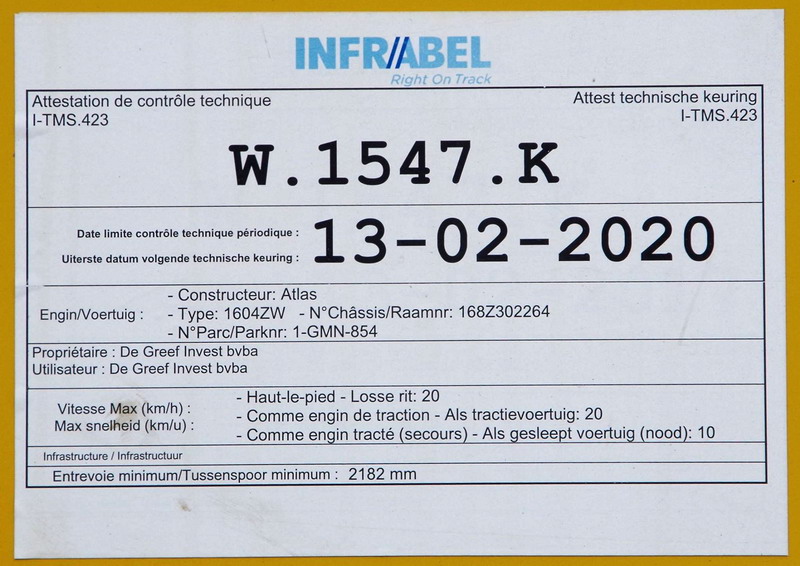 INFRABEL
Right On Track
Attestation de contrôle technique
I-TMS.423
Attest technische keuring
I-TMS.423
W.1547.K
Date limite contrôle technique périodique :
Uiterste datum volgende technische keuring :
13-02-2020
Engin/Voertuig :
- Constructeur: Atlas
- Type: 1604ZW - N°Châssis/Raamnr: 168Z302264
- N°Parc/Parknr: 1-GMN-854
Propriétaire : De Greef Invest bvba
Utilisateur : De Greef Invest bvba
Vitesse Max (km/h) :
Max snelheid (km/u) :
- Haut-le-pied - Losse rit: 20
- Comme engin de traction - Als tractievoertuig: 20
- Comme engin tracté (secours) - Als gesleept voertuig (nood): 10
Infrastructure / Infrastructuur
Entrevoie minimum/Tussenspoor minimum : 2182 mm